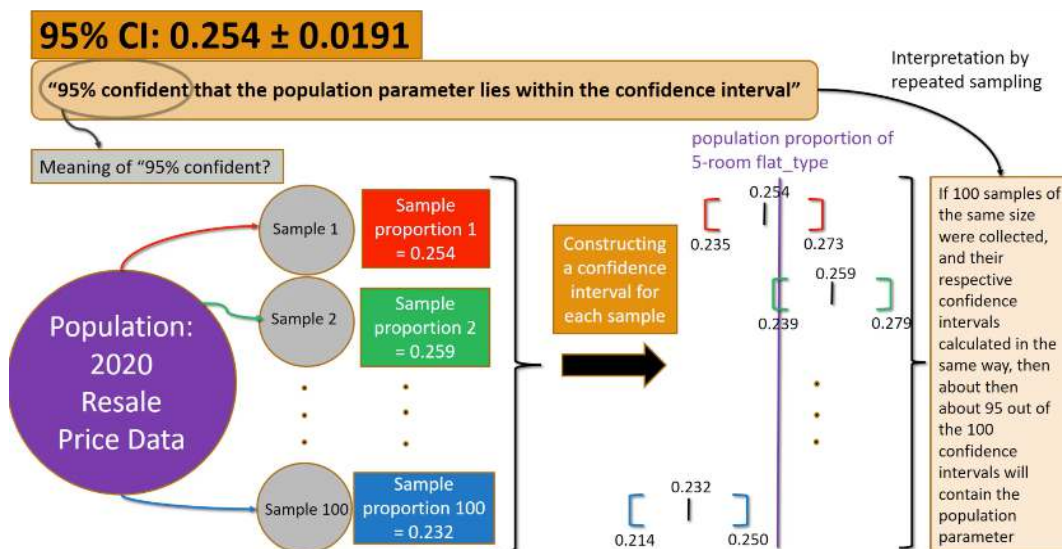 95% CI: 0.254 ± 0.0191
“95% confident that the population parameter lies within the confidence interval”
Interpretation by
repeated sampling
Meaning of “95% confident?
population proportion of
5-room flat_type
Population:
2020
Resale
Price Data
Sample 1
Sample
proportion 1
= 0.254
Sample 2
Sample
proportion 2
= 0.259
Sample 100
Sample
proportion 100
= 0.232
Constructing
a confidence
interval for
each sample
0.254
0.235
0.273
0.259
0.239
0.279
0.232
0.214
0.250
If 100 samples of
the same size
were collected,
and their
respective
confidence
intervals
calculated in the
same way, then
about then
about 95 out of
the 100
confidence
intervals will
contain the
population
parameter